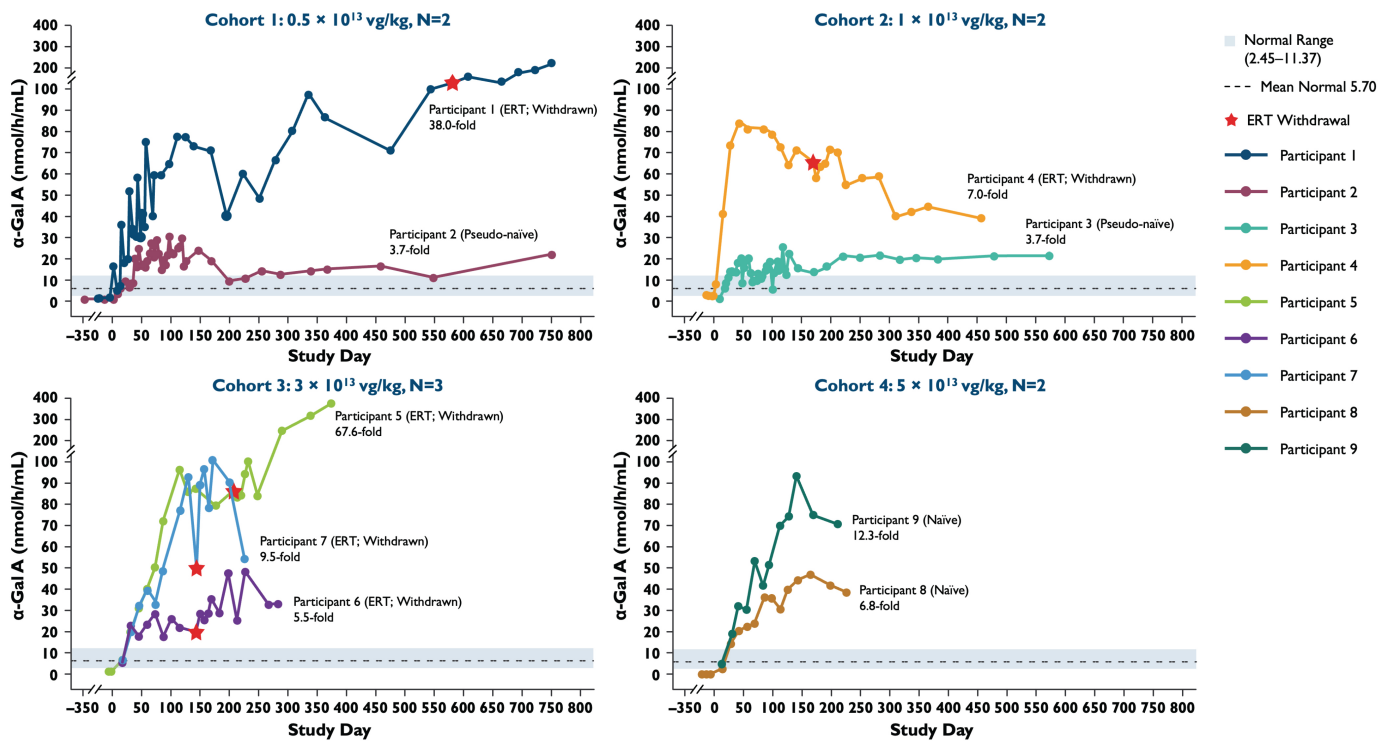 Cohort 1: 0.5 × 10¹³ vg/kg, N=2
α-Gal A (nmol/h/mL)
400
300
200
100
90
80
70
60
50
40
30
20
10
0
Participant 1 (ERT; Withdrawn)
38.0-fold
Participant 2 (Pseudo-naïve)
3.7-fold
–350 0 50 100 150 200 250 300 350 400 450 500 550 600 650 700 750 800
Study Day
Cohort 2: 1 × 10¹³ vg/kg, N=2
α-Gal A (nmol/h/mL)
400
300
200
100
90
80
70
60
50
40
30
20
10
0
Participant 4 (ERT; Withdrawn)
7.0-fold
Participant 3 (Pseudo-naïve)
3.7-fold
–350 0 50 100 150 200 250 300 350 400 450 500 550 600 650 700 750 800
Study Day
Normal Range
(2.45–11.37)
Mean Normal 5.70
ERT Withdrawal
Participant 1
Participant 2
Participant 3
Participant 4
Participant 5
Participant 6
Participant 7
Participant 8
Participant 9
Cohort 3: 3 × 10¹³ vg/kg, N=3
α-Gal A (nmol/h/mL)
400
300
200
100
90
80
70
60
50
40
30
20
10
0
Participant 5 (ERT; Withdrawn)
67.6-fold
Participant 7 (ERT; Withdrawn)
9.5-fold
Participant 6 (ERT; Withdrawn)
5.5-fold
–350 0 50 100 150 200 250 300 350 400 450 500 550 600 650 700 750 800
Study Day
Cohort 4: 5 × 10¹³ vg/kg, N=2
α-Gal A (nmol/h/mL)
400
300
200
100
90
80
70
60
50
40
30
20
10
0
Participant 9 (Naïve)
12.3-fold
Participant 8 (Naïve)
6.8-fold
–350 0 50 100 150 200 250 300 350 400 450 500 550 600 650 700 750 800
Study Day